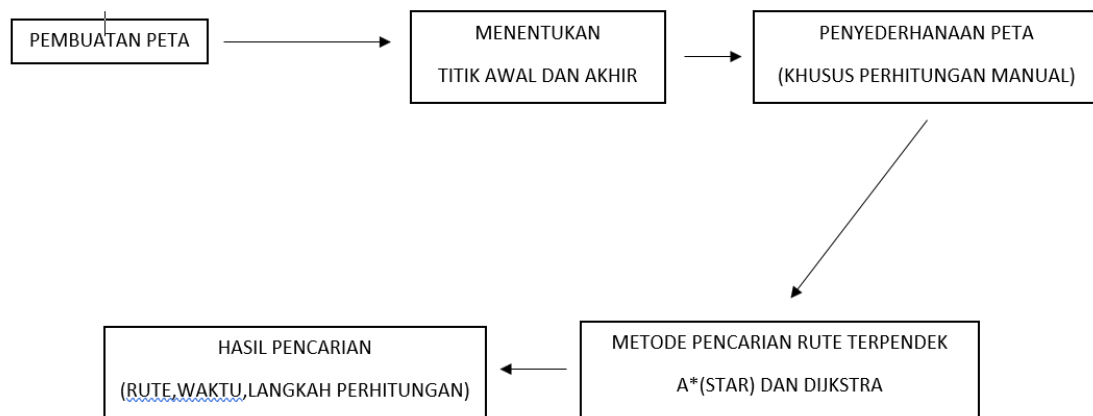 PEMBUATAN PETA
MENENTUKAN
TITIK AWAL DAN AKHIR
PENYEDERHANAAN PETA
(KHUSUS PERHITUNGAN MANUAL)
METODE PENCARIAN RUTE TERPENDEK
A*(STAR) DAN DIJKSTRA
HASIL PENCARIAN
(RUTE,WAKTU,LANGKAH PERHITUNGAN)